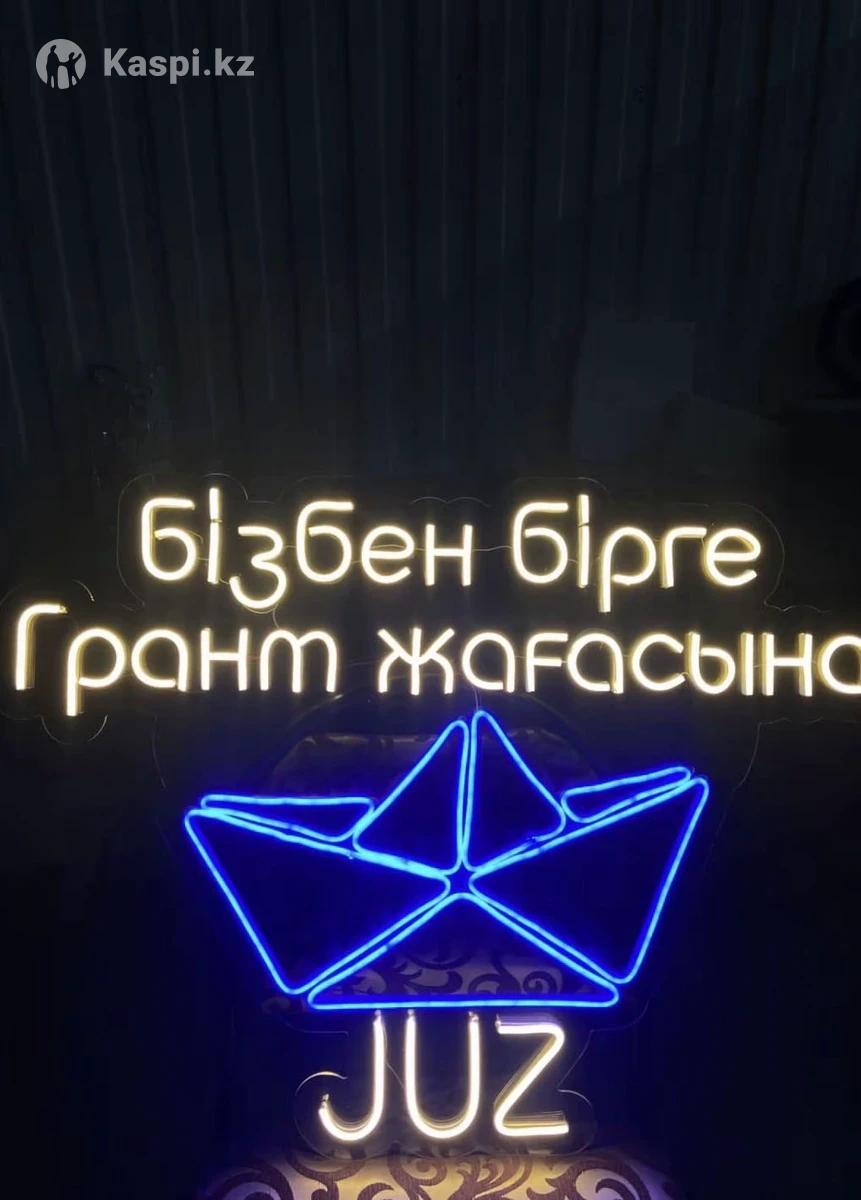 Kaspi.kz
бізбен бірге
Грант жағасына
JUZ